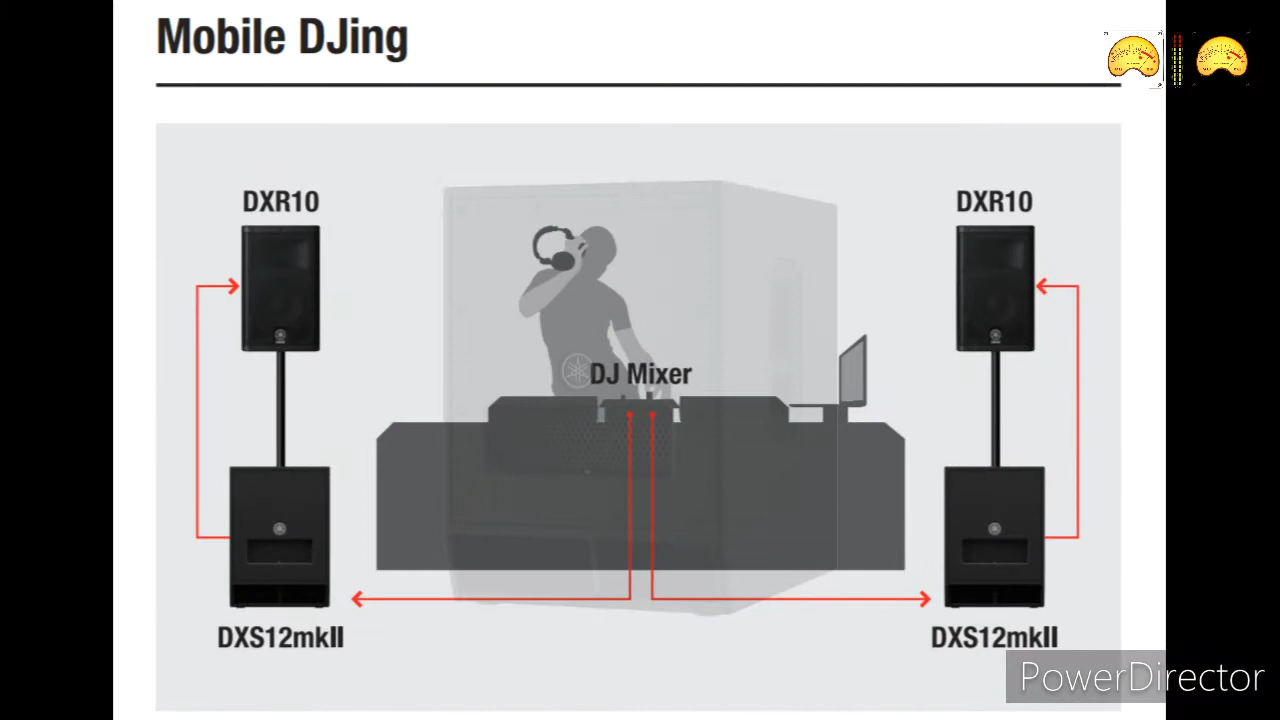 Mobile DJing
DXR10
DXR10
DJ Mixer
DXS12mkII
DXS12mkII
PowerDirector